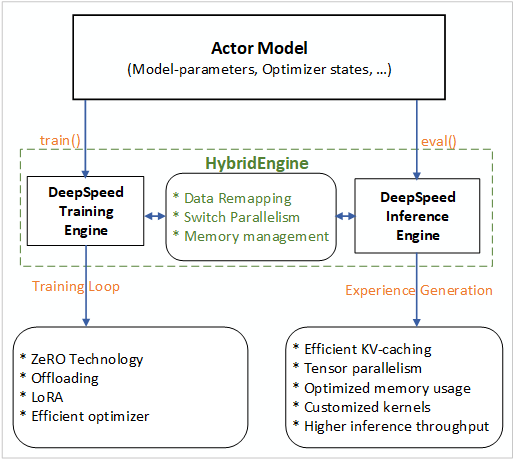 Actor Model
(Model-parameters, Optimizer states, ...)
train()
eval()
HybridEngine
DeepSpeed
Training
Engine
* Data Remapping
* Switch Parallelism
* Memory management
DeepSpeed
Inference
Engine
Training Loop
Experience Generation
* ZeRO Technology
* Offloading
* LoRA
* Efficient optimizer
* Efficient KV-caching
* Tensor parallelism
* Optimized memory usage
* Customized kernels
* Higher inference throughput